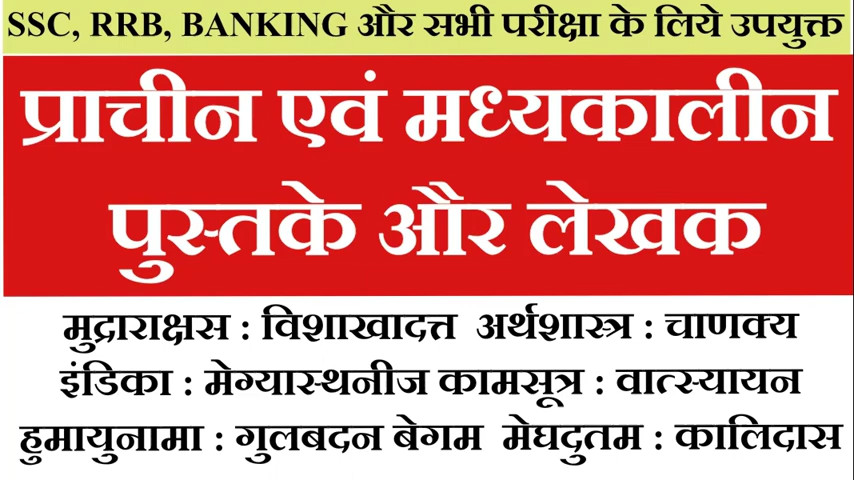 SSC, RRB, BANKING और सभी परीक्षा के लिये उपयुक्त
प्राचीन एवं मध्यकालीन
पुस्तके और लेखक
मुद्राराक्षस : विशाखादत्त अर्थशास्त्र : चाणक्य
इंडिका : मेग्यास्थनीज कामसूत्र : वात्स्यायन
हुमायुनामा : गुलबदन बेगम मेघदुतम : कालिदास